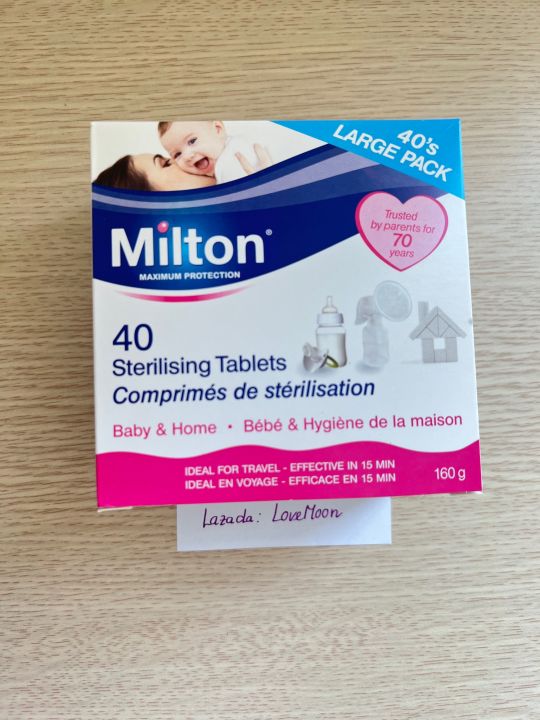 40's
LARGE PACK
Trusted
by parents for
70
years
Milton®
MAXIMUM PROTECTION
40
Sterilising Tablets
Comprimés de stérilisation
Baby & Home • Bébé & Hygiène de la maison
IDEAL FOR TRAVEL - EFFECTIVE IN 15 MIN
IDEAL EN VOYAGE - EFFICACE EN 15 MIN
160 g
Lazada: LoveMoon